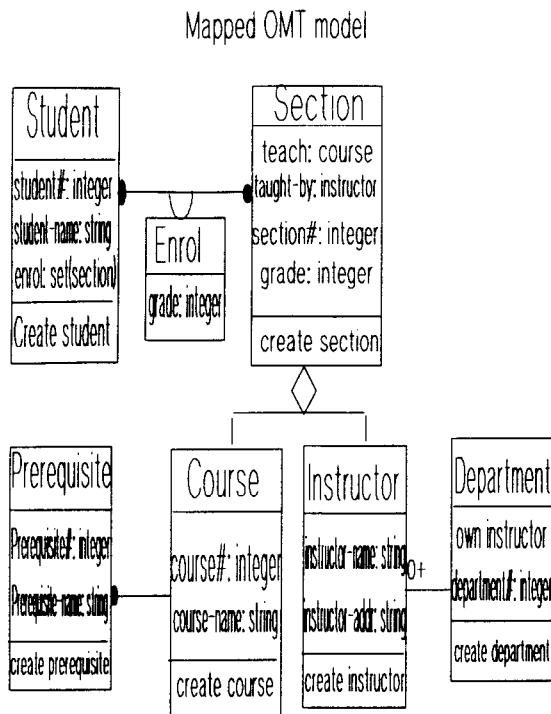 Mapped OMT model
Student
student#: integer
student-name: string
enrol: set(section)
Create student
Enrol
grade: integer
Section
teach: course
taught-by: instructor
section#: integer
grade: integer
create section
Prerequisite
Prerequisite#: integer
Prerequisite-name: string
create prerequisite
Course
course#: integer
course-name: string
create course
Instructor
instructor-name: string
instructor-addr: string
create instructor
0+
Department
own instructor
department#: integer
create department